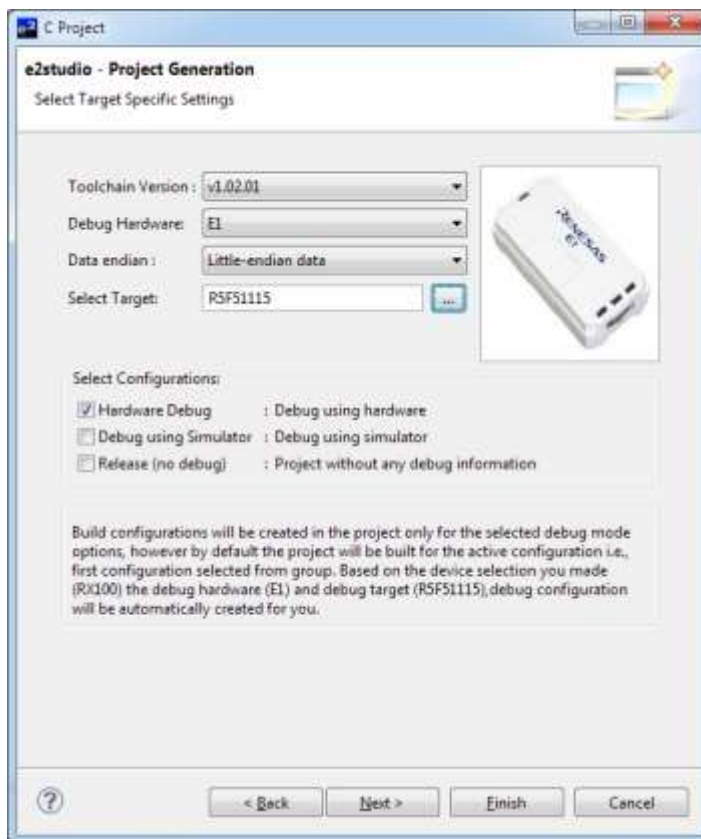 e2 C Project
e2studio - Project Generation
Select Target Specific Settings
Toolchain Version : v1.02.01
Debug Hardware: E1
Data endian : Little-endian data
Select Target: R5F51115 ...
RENESAS
E1
Select Configurations:
Hardware Debug : Debug using hardware
Debug using Simulator : Debug using simulator
Release (no debug) : Project without any debug information
Build configurations will be created in the project only for the selected debug mode
options, however by default the project will be built for the active configuration i.e.,
first configuration selected from group. Based on the device selection you made
(RX100) the debug hardware (E1) and debug target (R5F51115),debug configuration
will be automatically created for you.
? < Back Next > Finish Cancel